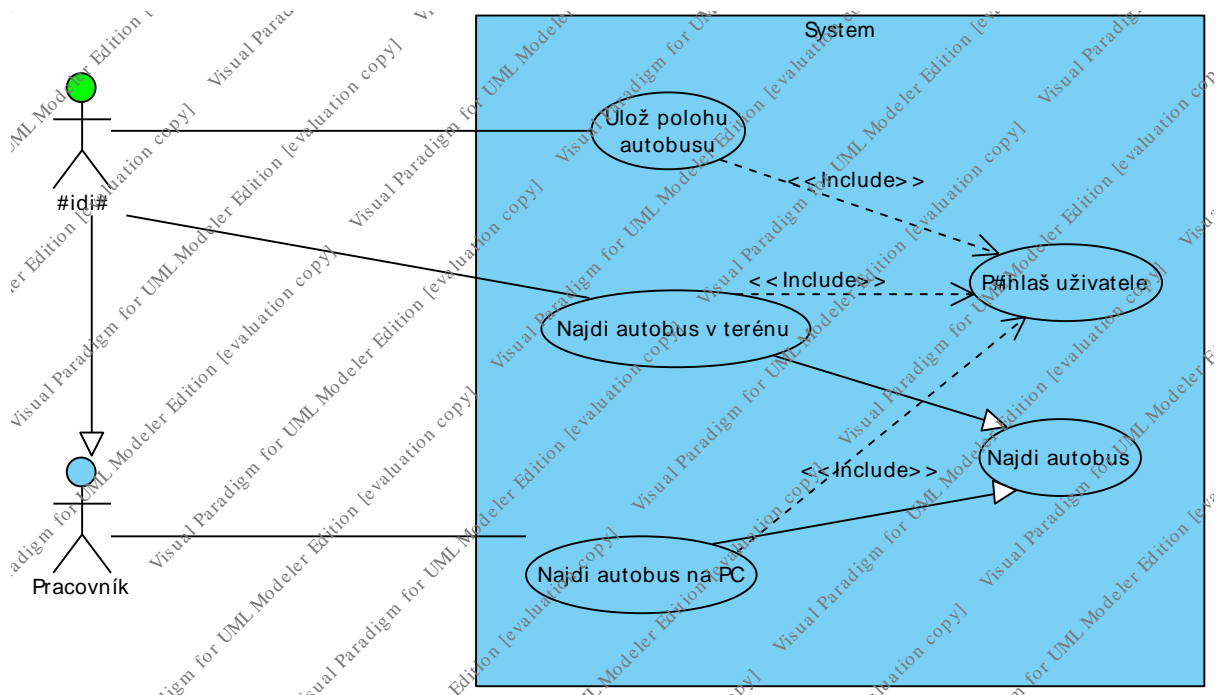 System
Ulož polohu
autobusu
<<Include>>
#idi#
<<Include>>
P#ihlaš uživatele
Najdi autobus v terénu
Najdi autobus
<<Include>>
Najdi autobus na PC
Pracovník
Visual Paradigm for UML Modeler Edition [evaluation copy]